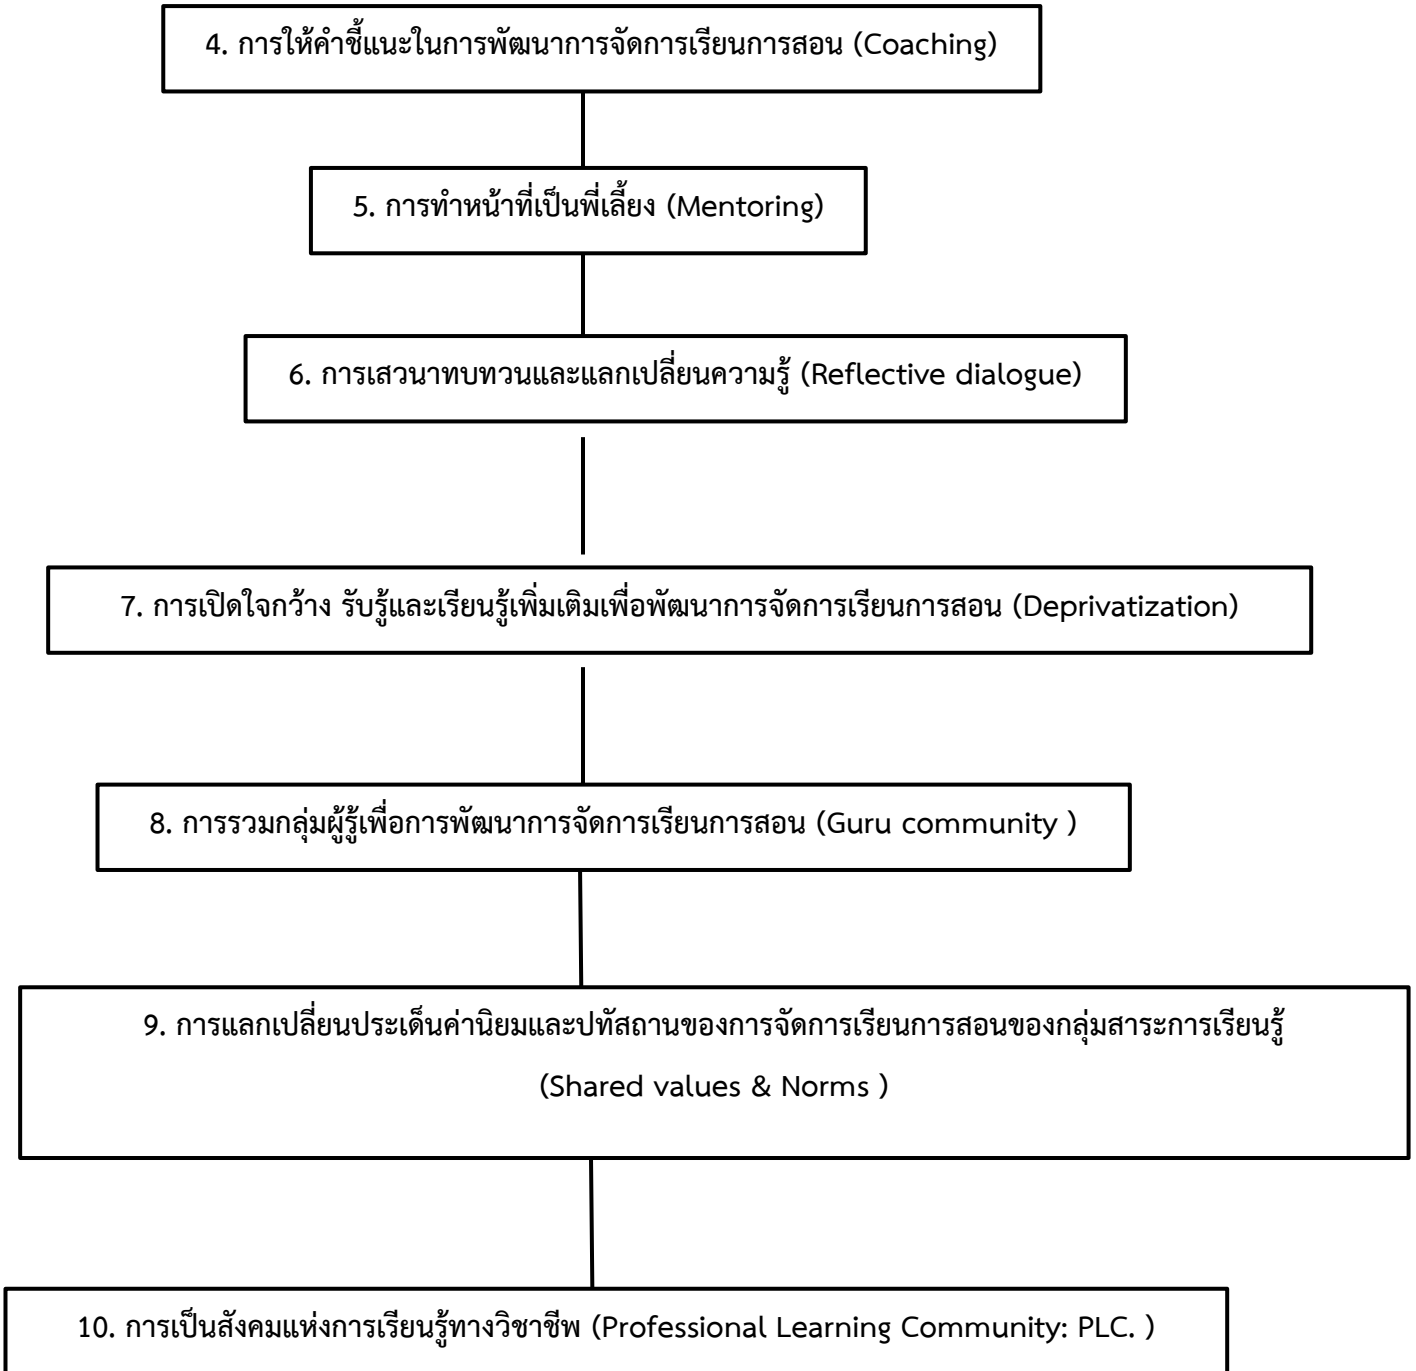 4. การให้คำชี้แนะในการพัฒนาการจัดการเรียนการสอน (Coaching)
5. การทำหน้าที่เป็นพี่เลี้ยง (Mentoring)
6. การเสวนาทบทวนและแลกเปลี่ยนความรู้ (Reflective dialogue)
7. การเปิดใจกว้าง รับรู้และเรียนรู้เพิ่มเติมเพื่อพัฒนาการจัดการเรียนการสอน (Deprivatization)
8. การรวมกลุ่มผู้รู้เพื่อการพัฒนาการจัดการเรียนการสอน (Guru community )
9. การแลกเปลี่ยนประเด็นค่านิยมและปทัสถานของการจัดการเรียนการสอนของกลุ่มสาระการเรียนรู้
(Shared values & Norms )
10. การเป็นสังคมแห่งการเรียนรู้ทางวิชาชีพ (Professional Learning Community: PLC. )